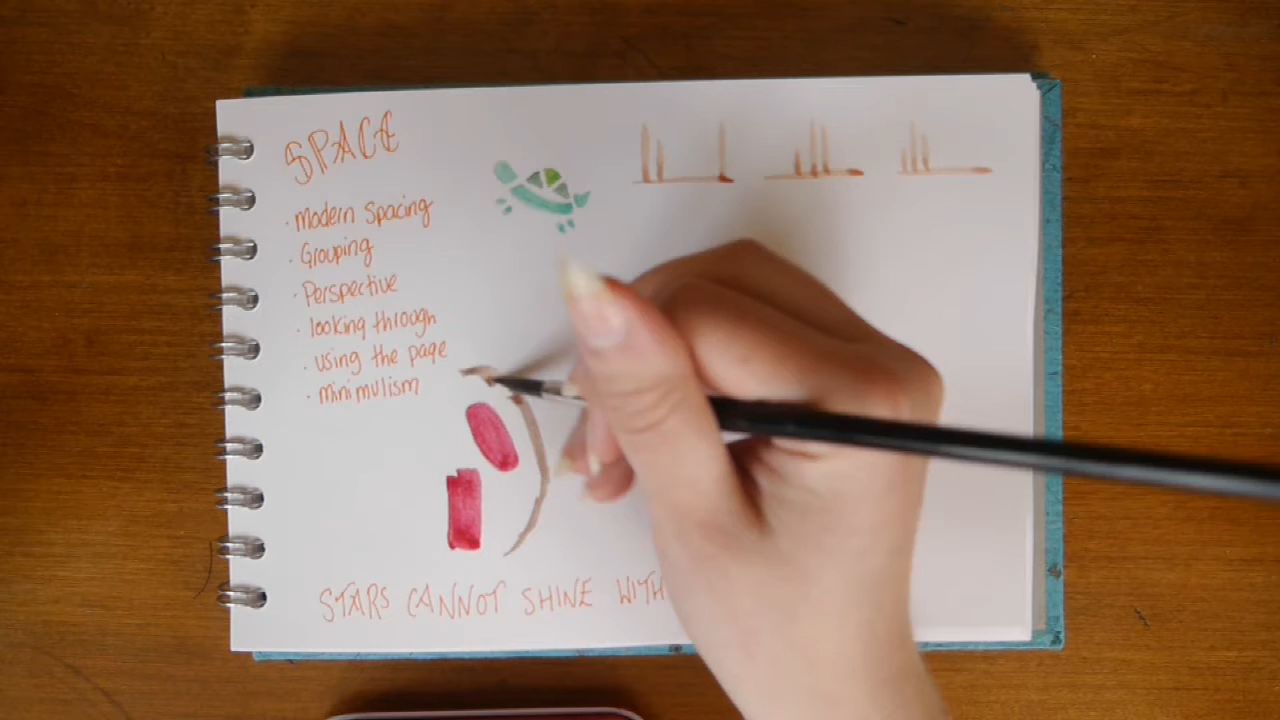 SPACE
· modern spacing
· Grouping
· Perspective
· looking through
· using the page
· minimulism
STARS CANNOT SHINE WITH